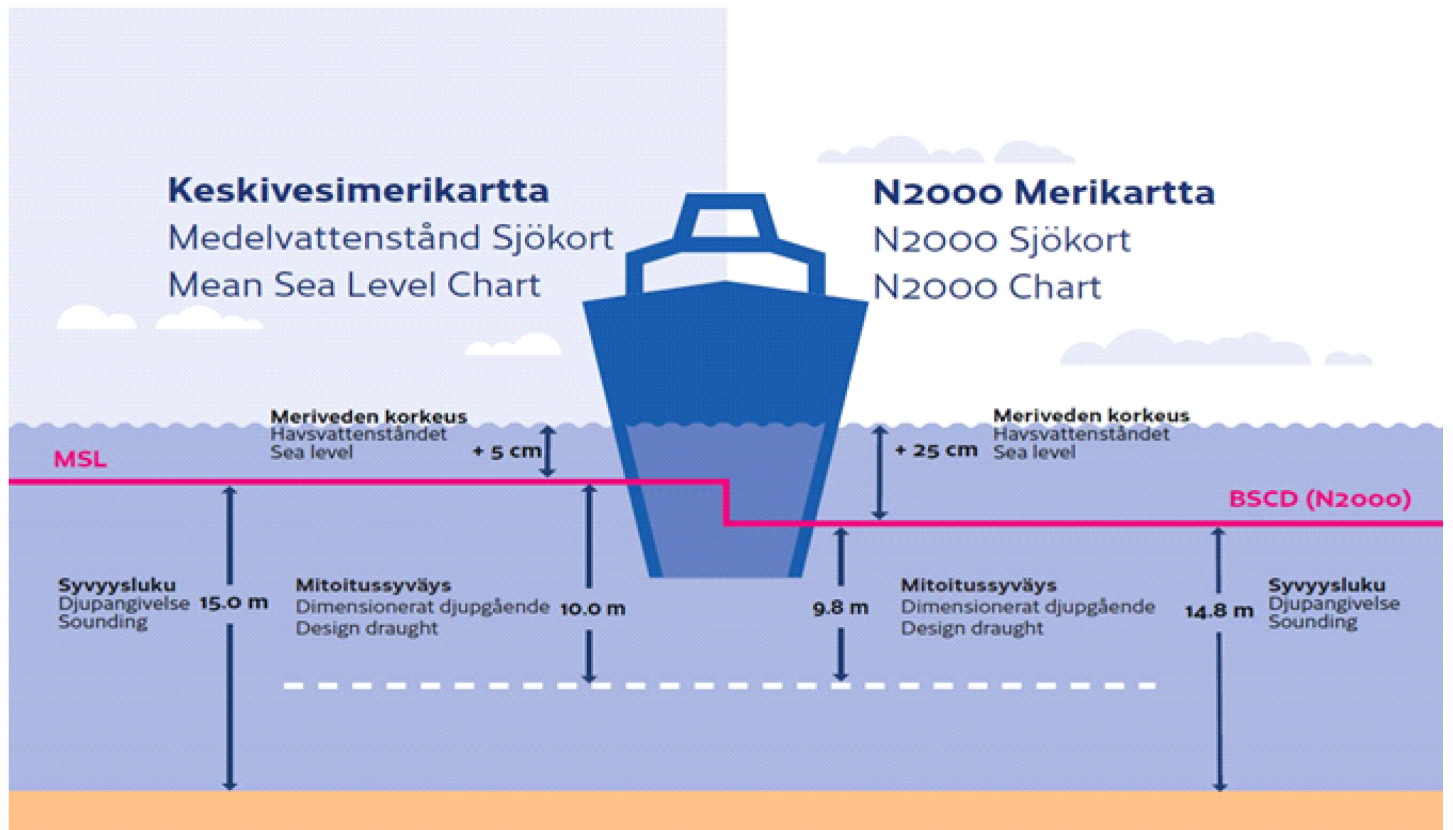 Keskivesimerikartta
Medelvattenstånd Sjökort
Mean Sea Level Chart
N2000 Merikartta
N2000 Sjökort
N2000 Chart
Meriveden korkeus
Havsvattenståndet
Sea level
+ 5 cm
MSL
+ 25 cm
Meriveden korkeus
Havsvattenståndet
Sea level
BSCD (N2000)
Syvyysluku
Djupangivelse
Sounding
15.0 m
Mitoitussyväys
Dimensionerat djupgående
Design draught
10.0 m
9.8 m
Mitoitussyväys
Dimensionerat djupgående
Design draught
14.8 m
Syvyysluku
Djupangivelse
Sounding